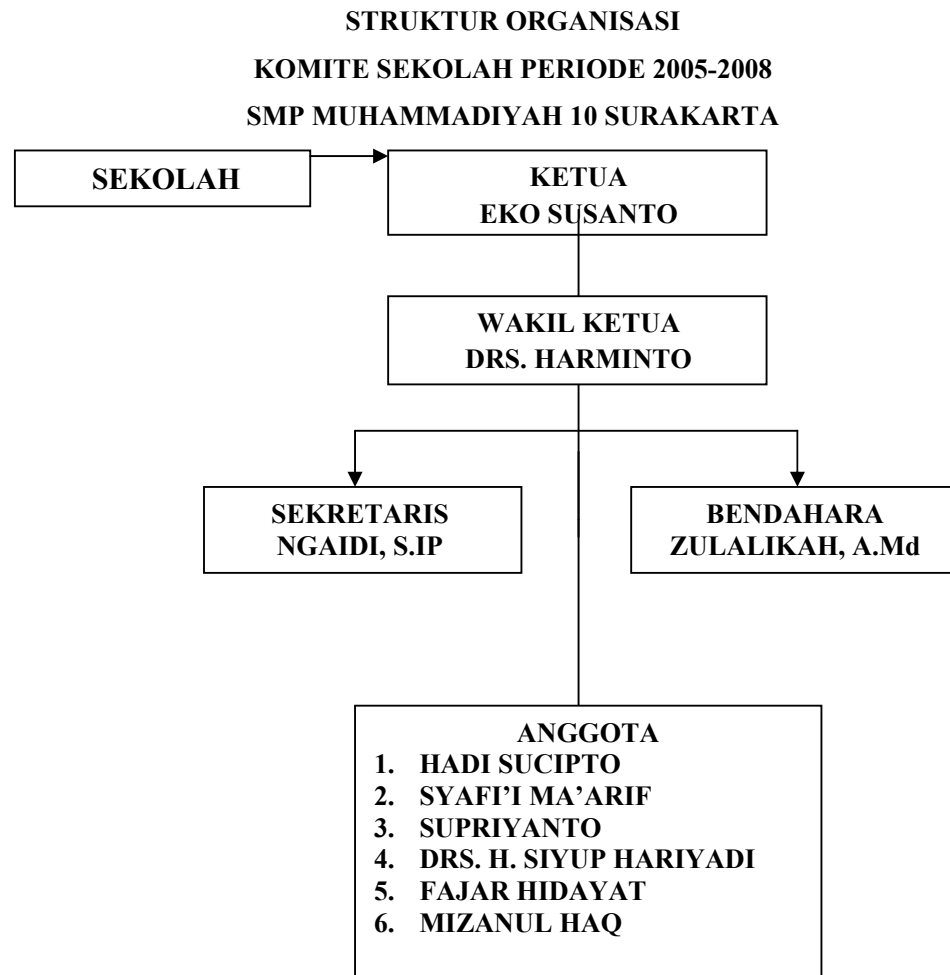 STRUKTUR ORGANISASI
KOMITE SEKOLAH PERIODE 2005-2008
SMP MUHAMMADIYAH 10 SURAKARTA
SEKOLAH
KETUA
EKO SUSANTO
WAKIL KETUA
DRS. HARMINTO
SEKRETARIS
NGAIDI, S.IP
BENDAHARA
ZULALIKAH, A.Md
ANGGOTA
1. HADI SUCIPTO
2. SYAFI'I MA’ARIF
3. SUPRIYANTO
4. DRS. H. SIYUP HARIYADI
5. FAJAR HIDAYAT
6. MIZANUL HAQ